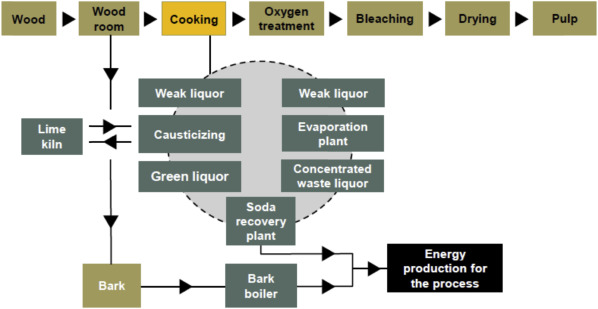 Wood
Wood
room
Cooking
Oxygen
treatment
Bleaching
Drying
Pulp
Weak liquor
Weak liquor
Lime
kiln
Causticizing
Evaporation
plant
Green liquor
Concentrated
waste liquor
Soda
recovery
plant
Bark
Bark
boiler
Energy
production for
the process